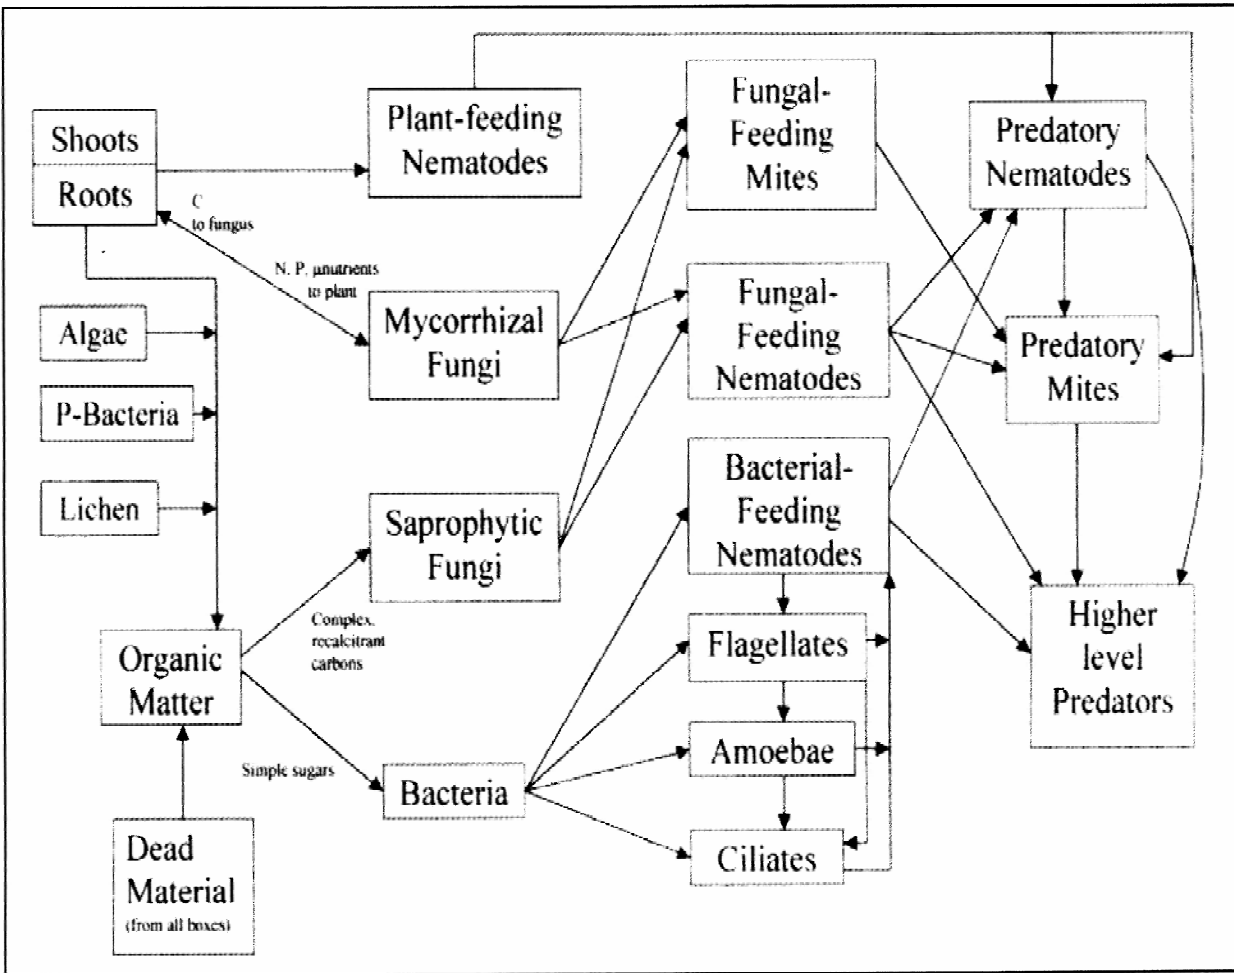 Shoots
Roots
Plant-feeding
Nematodes
Fungal-
Feeding
Mites
Predatory
Nematodes
C
to fungus
N. P. µnutrients
to plant
Algae
P-Bacteria
Lichen
Mycorrhizal
Fungi
Fungal-
Feeding
Nematodes
Predatory
Mites
Saprophytic
Fungi
Bacterial-
Feeding
Nematodes
Complex,
recalcitrant
carbons
Organic
Matter
Flagellates
Higher
level
Predators
Simple sugars
Bacteria
Amoebae
Ciliates
Dead
Material
(from all boxes)